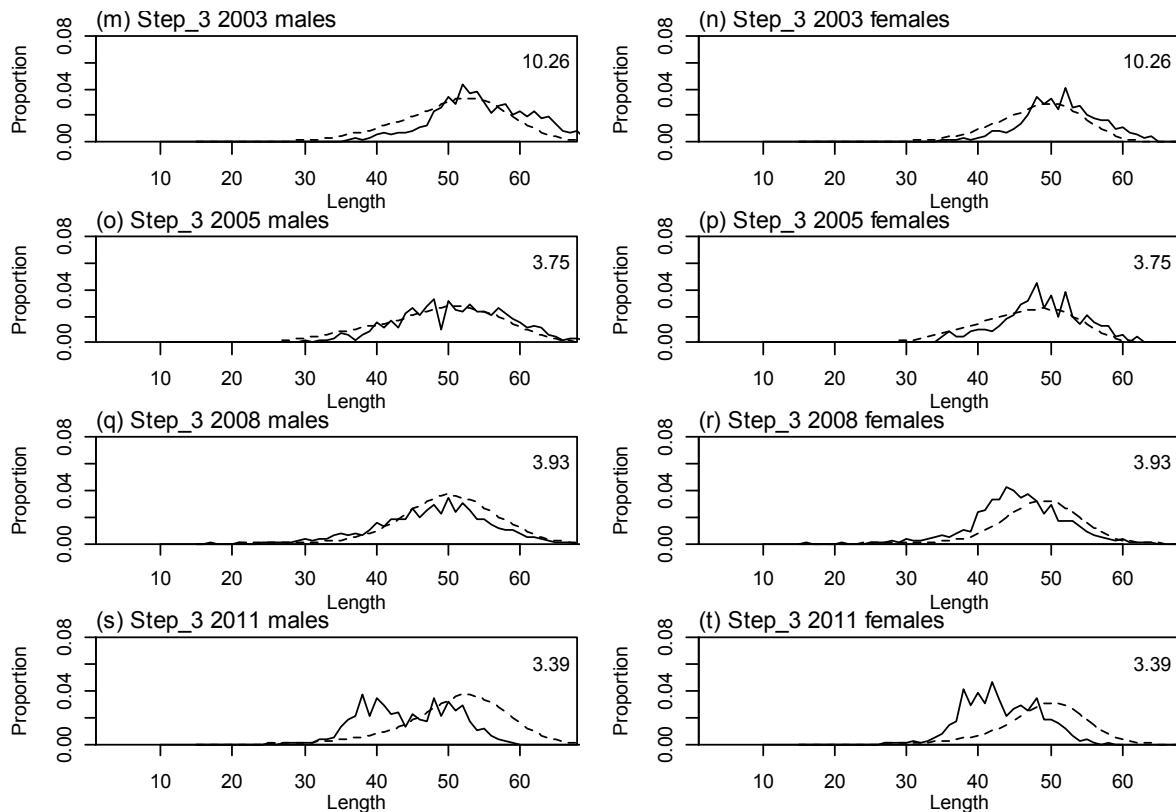 (m) Step_3 2003 males
Proportion
0.00 0.04 0.08
10.26
10 20 30 40 50 60
Length
(n) Step_3 2003 females
Proportion
0.00 0.04 0.08
10.26
10 20 30 40 50 60
Length
(o) Step_3 2005 males
Proportion
0.00 0.04 0.08
3.75
10 20 30 40 50 60
Length
(p) Step_3 2005 females
Proportion
0.00 0.04 0.08
3.75
10 20 30 40 50 60
Length
(q) Step_3 2008 males
Proportion
0.00 0.04 0.08
3.93
10 20 30 40 50 60
Length
(r) Step_3 2008 females
Proportion
0.00 0.04 0.08
3.93
10 20 30 40 50 60
Length
(s) Step_3 2011 males
Proportion
0.00 0.04 0.08
3.39
10 20 30 40 50 60
Length
(t) Step_3 2011 females
Proportion
0.00 0.04 0.08
3.39
10 20 30 40 50 60
Length